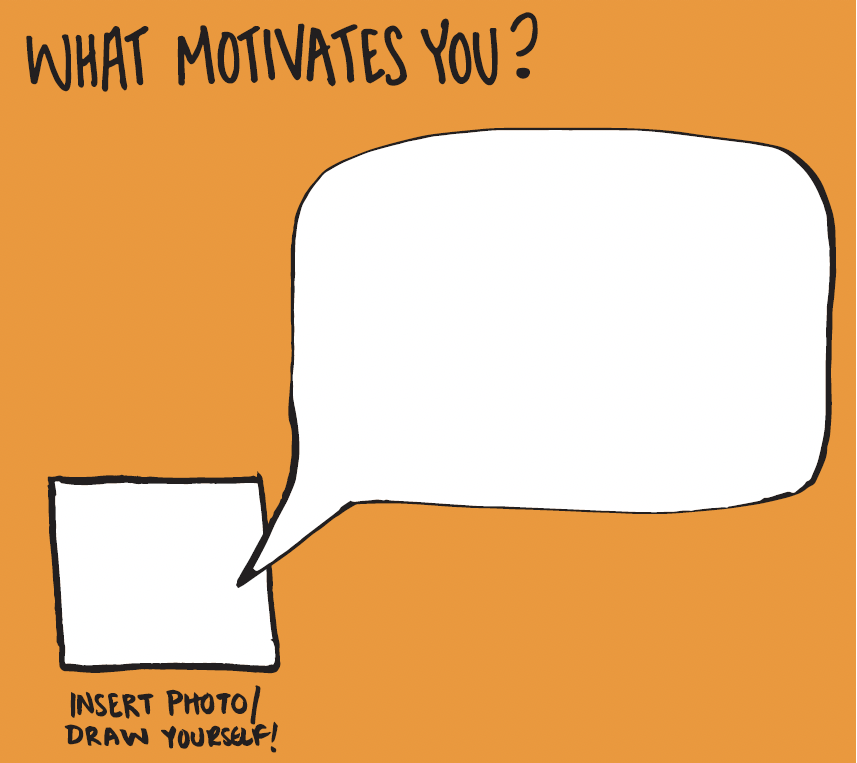 WHAT MOTIVATES YOU?
INSERT PHOTO/
DRAW YOURSELF!